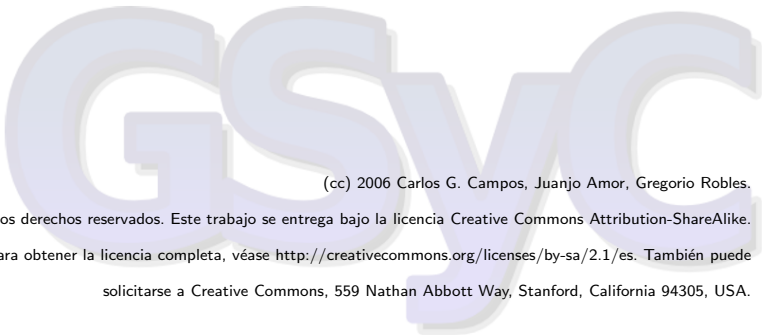 GSyC
(cc) 2006 Carlos G. Campos, Juanjo Amor, Gregorio Robles.
os derechos reservados. Este trabajo se entrega bajo la licencia Creative Commons Attribution-ShareAlike.
ara obtener la licencia completa, véase http://creativecommons.org/licenses/by-sa/2.1/es. También puede
solicitarse a Creative Commons, 559 Nathan Abbott Way, Stanford, California 94305, USA.